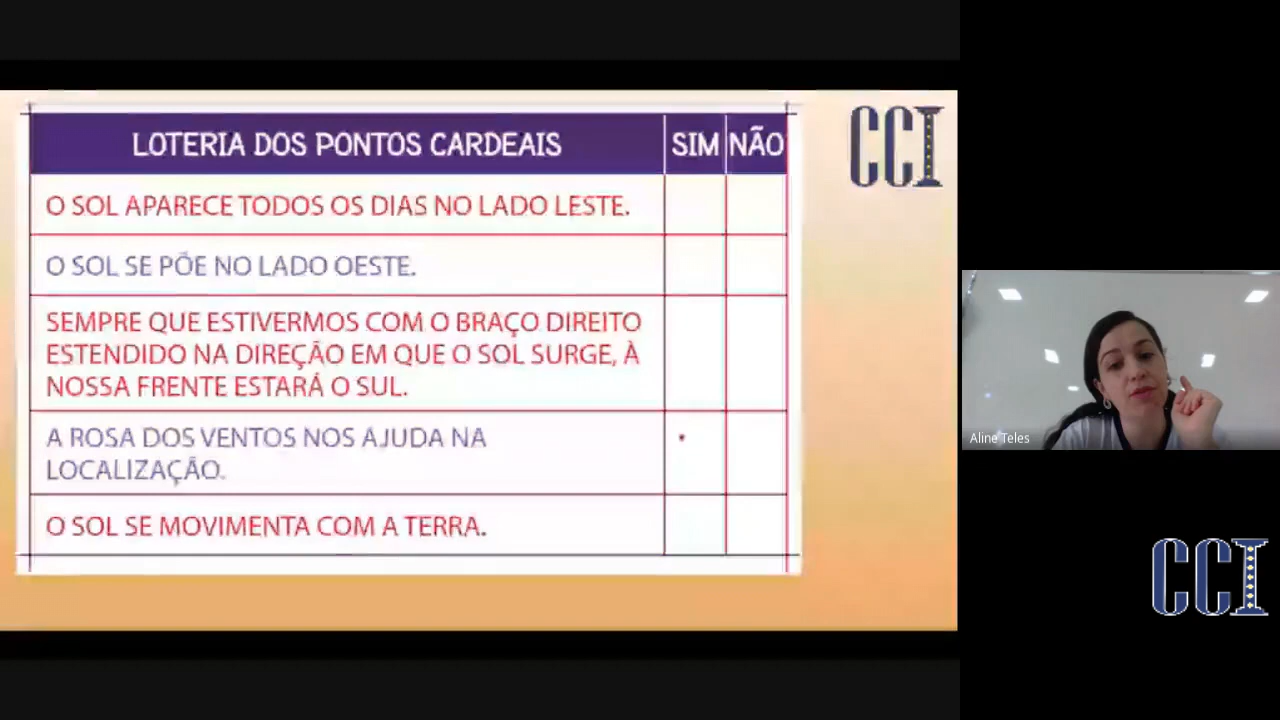 LOTERIA DOS PONTOS CARDEAIS SIM NÃO
O SOL APARECE TODOS OS DIAS NO LADO LESTE.
O SOL SE PÕE NO LADO OESTE.
SEMPRE QUE ESTIVERMOS COM O BRAÇO DIREITO
ESTENDIDO NA DIREÇÃO EM QUE O SOL SURGE, À
NOSSA FRENTE ESTARÁ O SUL.
A ROSA DOS VENTOS NOS AJUDA NA
LOCALIZAÇÃO.
O SOL SE MOVIMENTA COM A TERRA.
CCI
Aline Teles
CCI